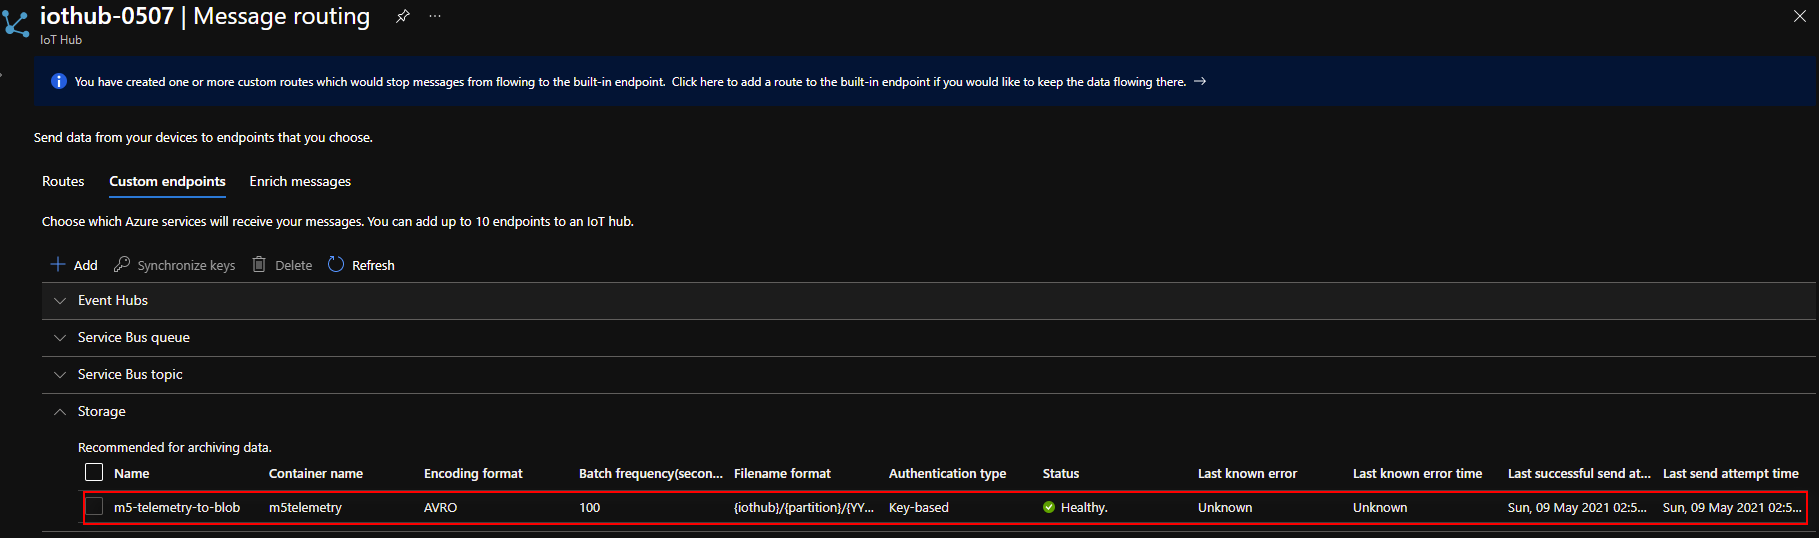 iothub-0507 | Message routing ...
IoT Hub
You have created one or more custom routes which would stop messages from flowing to the built-in endpoint. Click here to add a route to the built-in endpoint if you would like to keep the data flowing there. →
Send data from your devices to endpoints that you choose.
Routes Custom endpoints Enrich messages
Choose which Azure services will receive your messages. You can add up to 10 endpoints to an IoT hub.
Add Synchronize keys Delete Refresh
Event Hubs
Service Bus queue
Service Bus topic
Storage
Recommended for archiving data.
Name Container name Encoding format Batch frequency(secon... Filename format Authentication type Status Last known error Last known error time Last successful send at... Last send attempt time
m5-telemetry-to-blob m5telemetry AVRO 100 {iothub}/{partition}/{YY... Key-based Healthy. Unknown Unknown Sun, 09 May 2021 02:5... Sun, 09 May 2021 02:5...